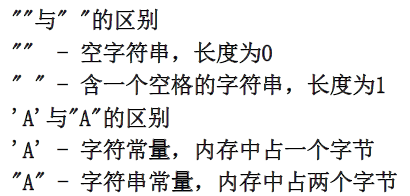 ""与" "的区别
"" - 空字符串，长度为0
" " - 含一个空格的字符串，长度为1
'A'与"A"的区别
'A' - 字符常量，内存中占一个字节
"A" - 字符串常量，内存中占两个字节